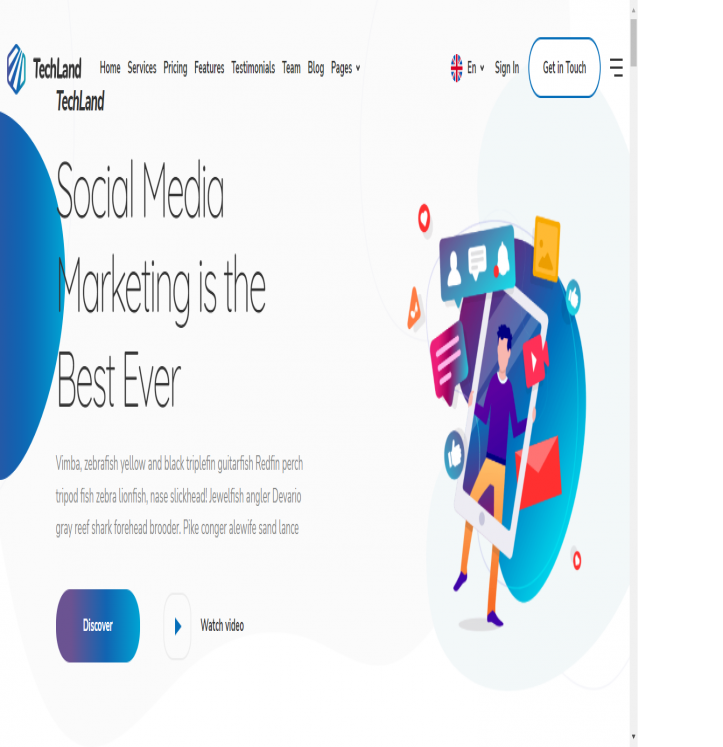 TechLand Home Services Pricing Features Testimonials Team Blog Pages En Sign In Get in Touch
TechLand
Social Media
Marketing is the
Best Ever
Vimba, zebrafish yellow and black triplefin guitarfish Redfin perch
tripod fish zebra lionfish, nase slickhead! Jewelfish angler Devario
gray reef shark forehead brooder. Pike conger alewife sand lance
Discover Watch video